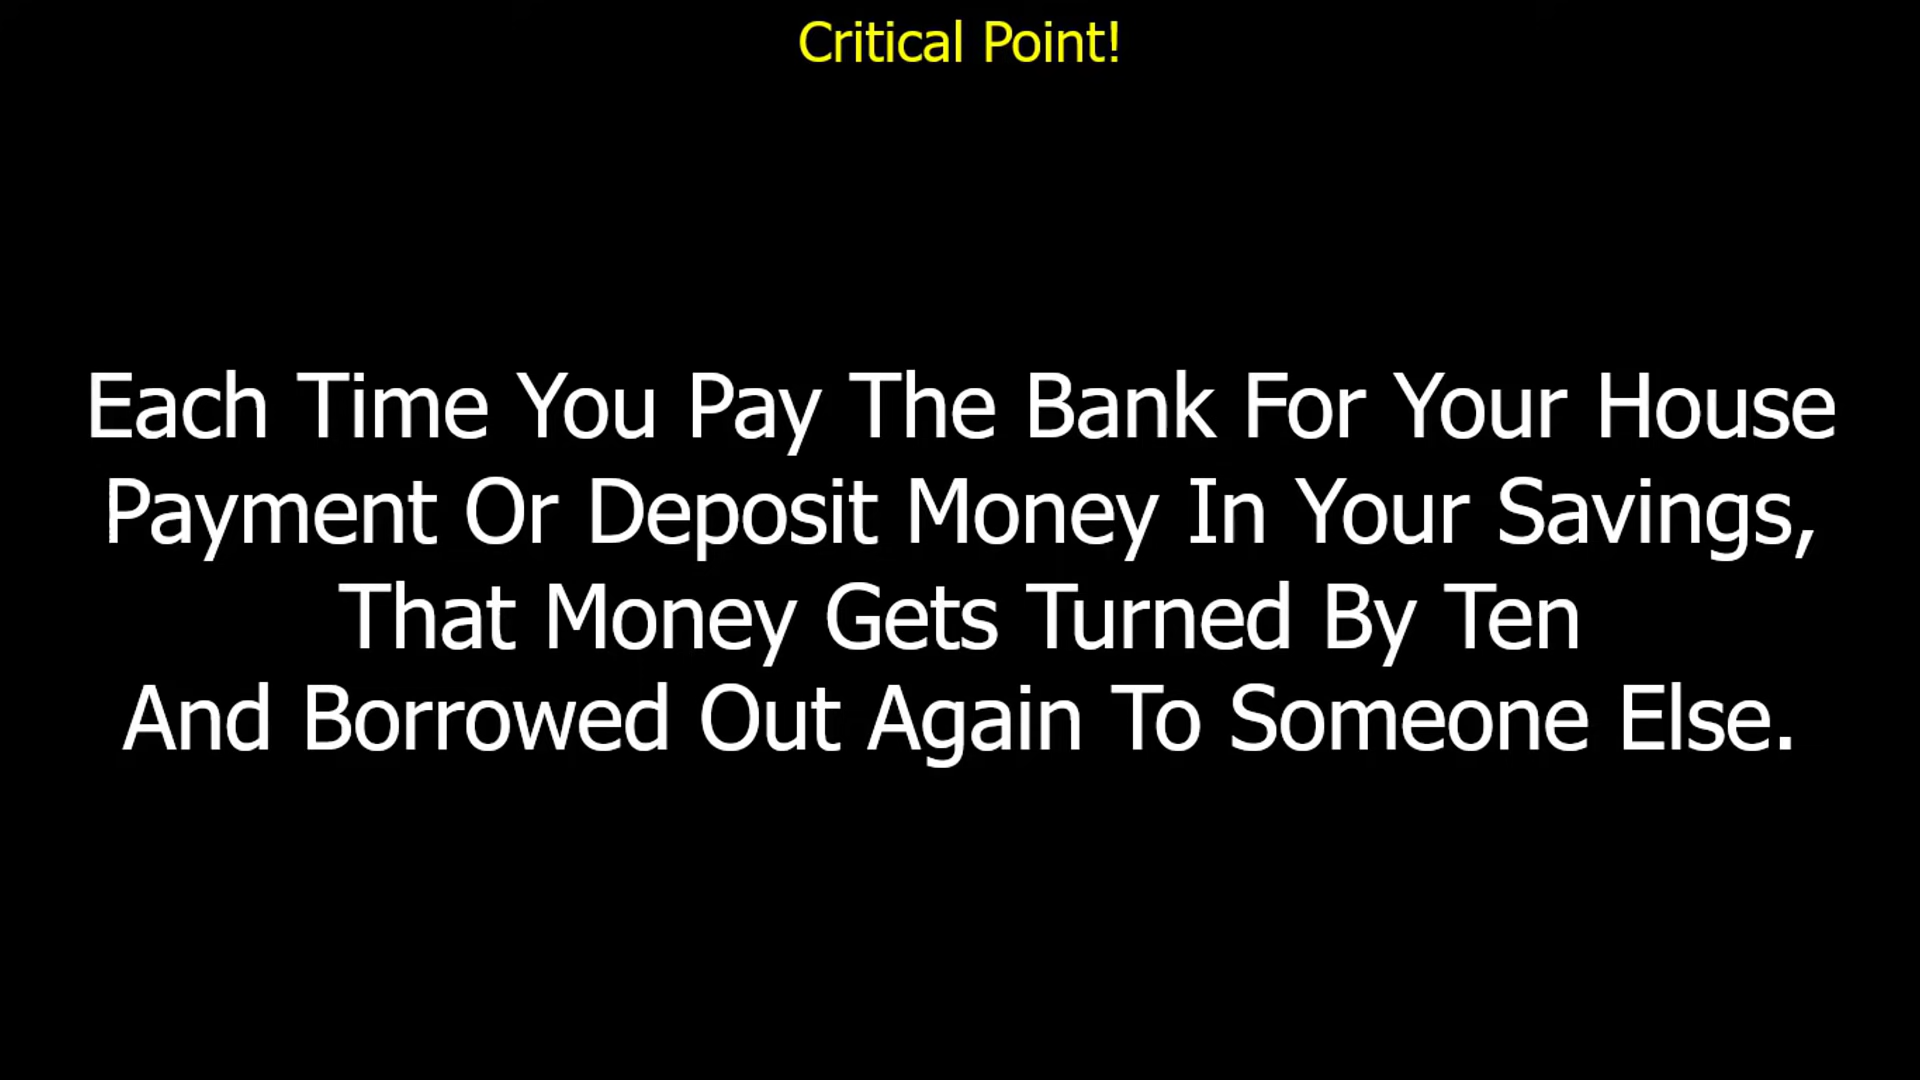 Critical Point!
Each Time You Pay The Bank For Your House
Payment Or Deposit Money In Your Savings,
That Money Gets Turned By Ten
And Borrowed Out Again To Someone Else.